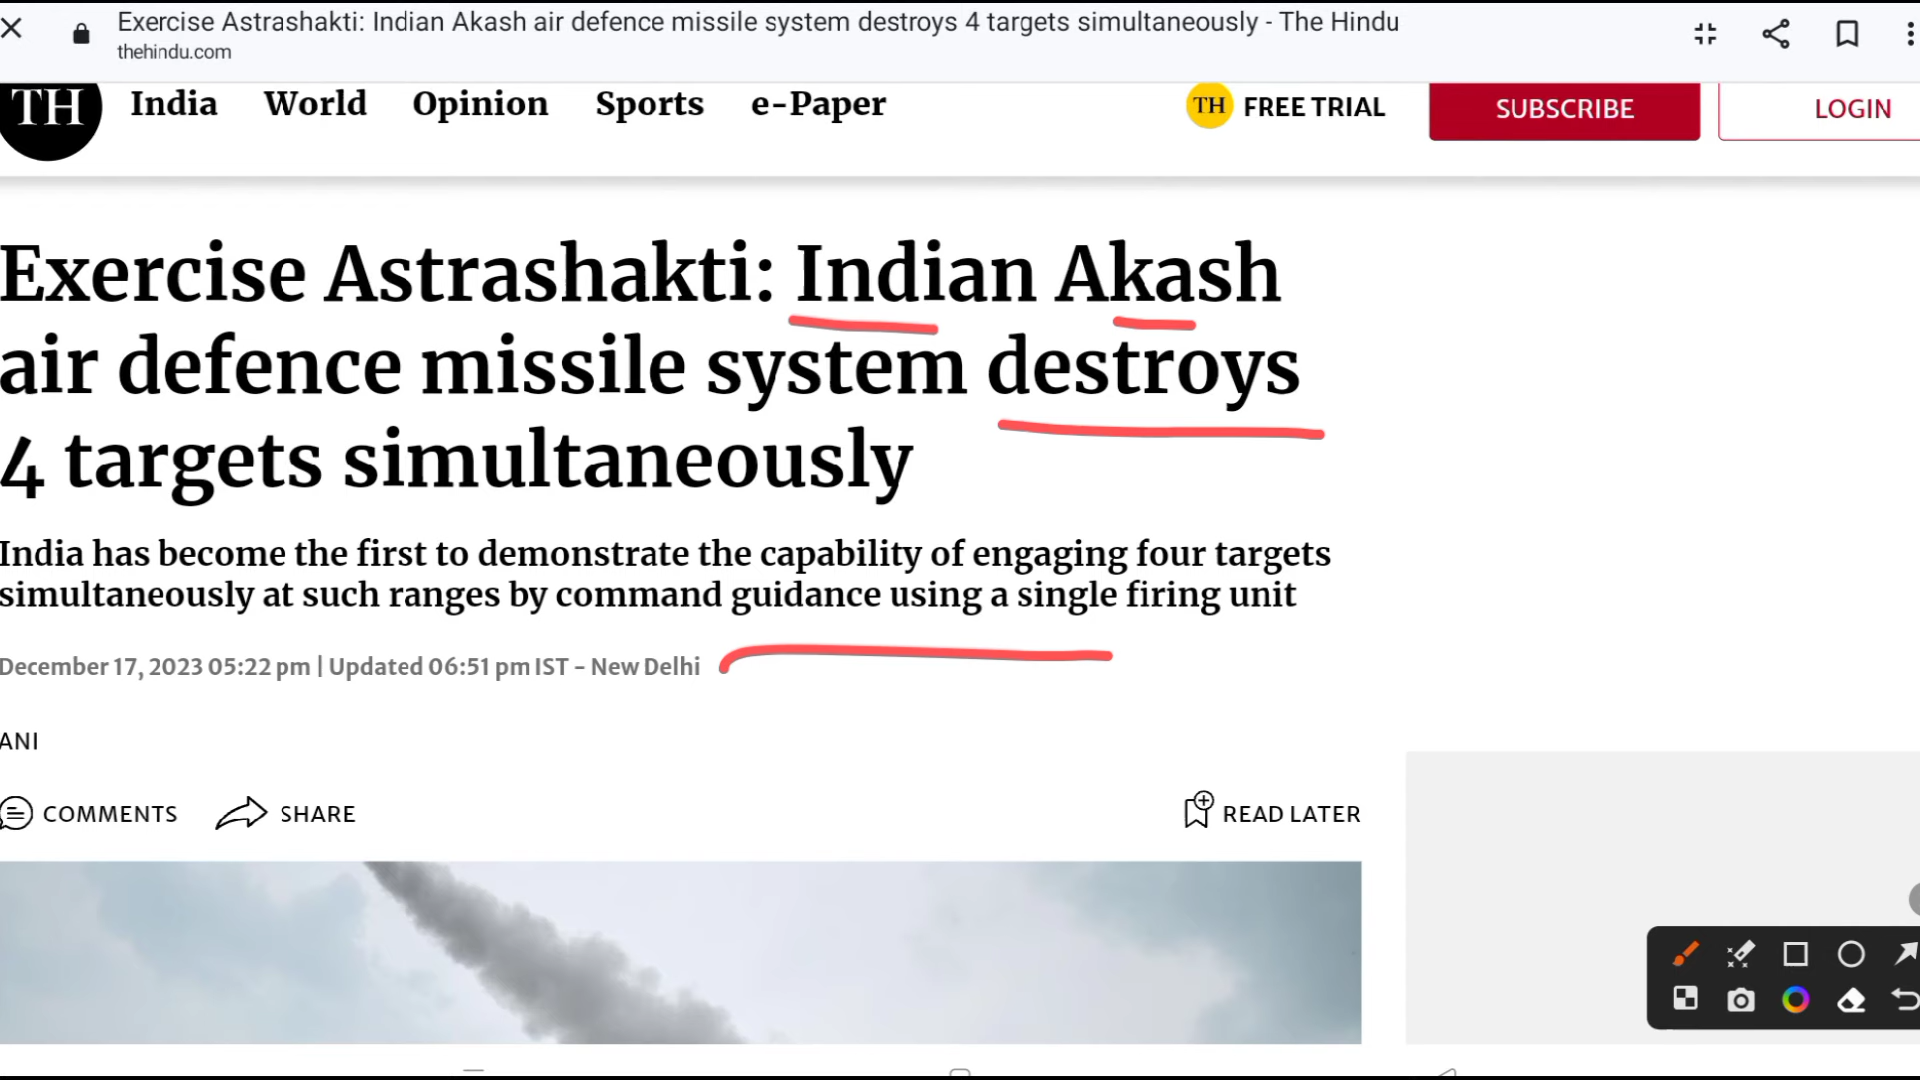 Exercise Astrashakti: Indian Akash air defence missile system destroys 4 targets simultaneously - The Hindu
thehindu.com
TH India World Opinion Sports e-Paper TH FREE TRIAL SUBSCRIBE LOGIN
Exercise Astrashakti: Indian Akash
air defence missile system destroys
4 targets simultaneously
India has become the first to demonstrate the capability of engaging four targets
simultaneously at such ranges by command guidance using a single firing unit
December 17, 2023 05:22 pm | Updated 06:51 pm IST - New Delhi
ANI
COMMENTS SHARE READ LATER